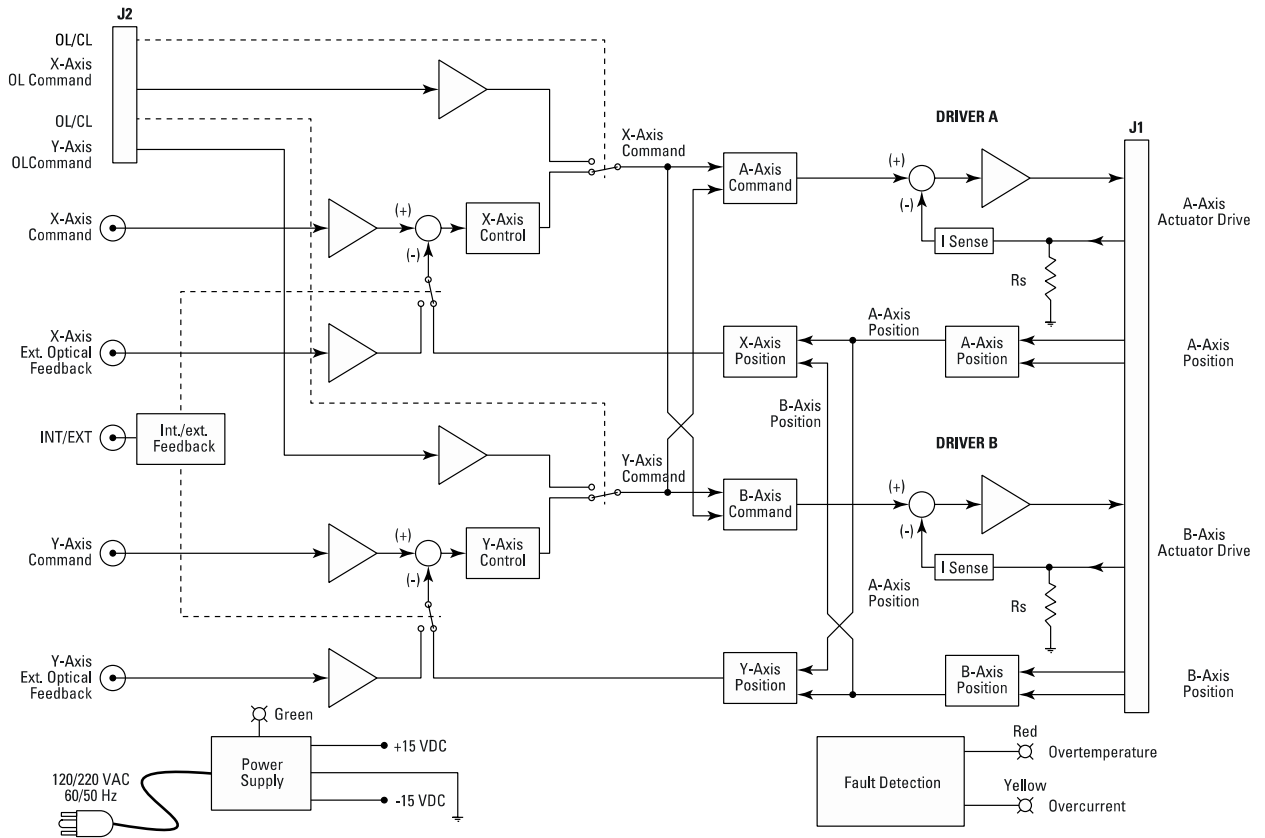 J2
OL/CL
X-Axis
OL Command
OL/CL
Y-Axis
OLCommand
X-Axis
Command
X-Axis
Ext. Optical
Feedback
INT/EXT
Int./ext.
Feedback
Y-Axis
Command
Y-Axis
Ext. Optical
Feedback
(+)
(-)
X-Axis
Control
(+)
(-)
Y-Axis
Control
X-Axis
Command
Y-Axis
Command
A-Axis
Command
X-Axis
Position
B-Axis
Position
B-Axis
Command
Y-Axis
Position
A-Axis
Position
A-Axis
Position
DRIVER A
(+)
(-)
I Sense
Rs
A-Axis
Position
DRIVER B
(+)
(-)
I Sense
Rs
B-Axis
Position
J1
A-Axis
Actuator Drive
A-Axis
Position
B-Axis
Actuator Drive
B-Axis
Position
Green
Power
Supply
+15 VDC
-15 VDC
120/220 VAC
60/50 Hz
Fault Detection
Red
Overtemperature
Yellow
Overcurrent